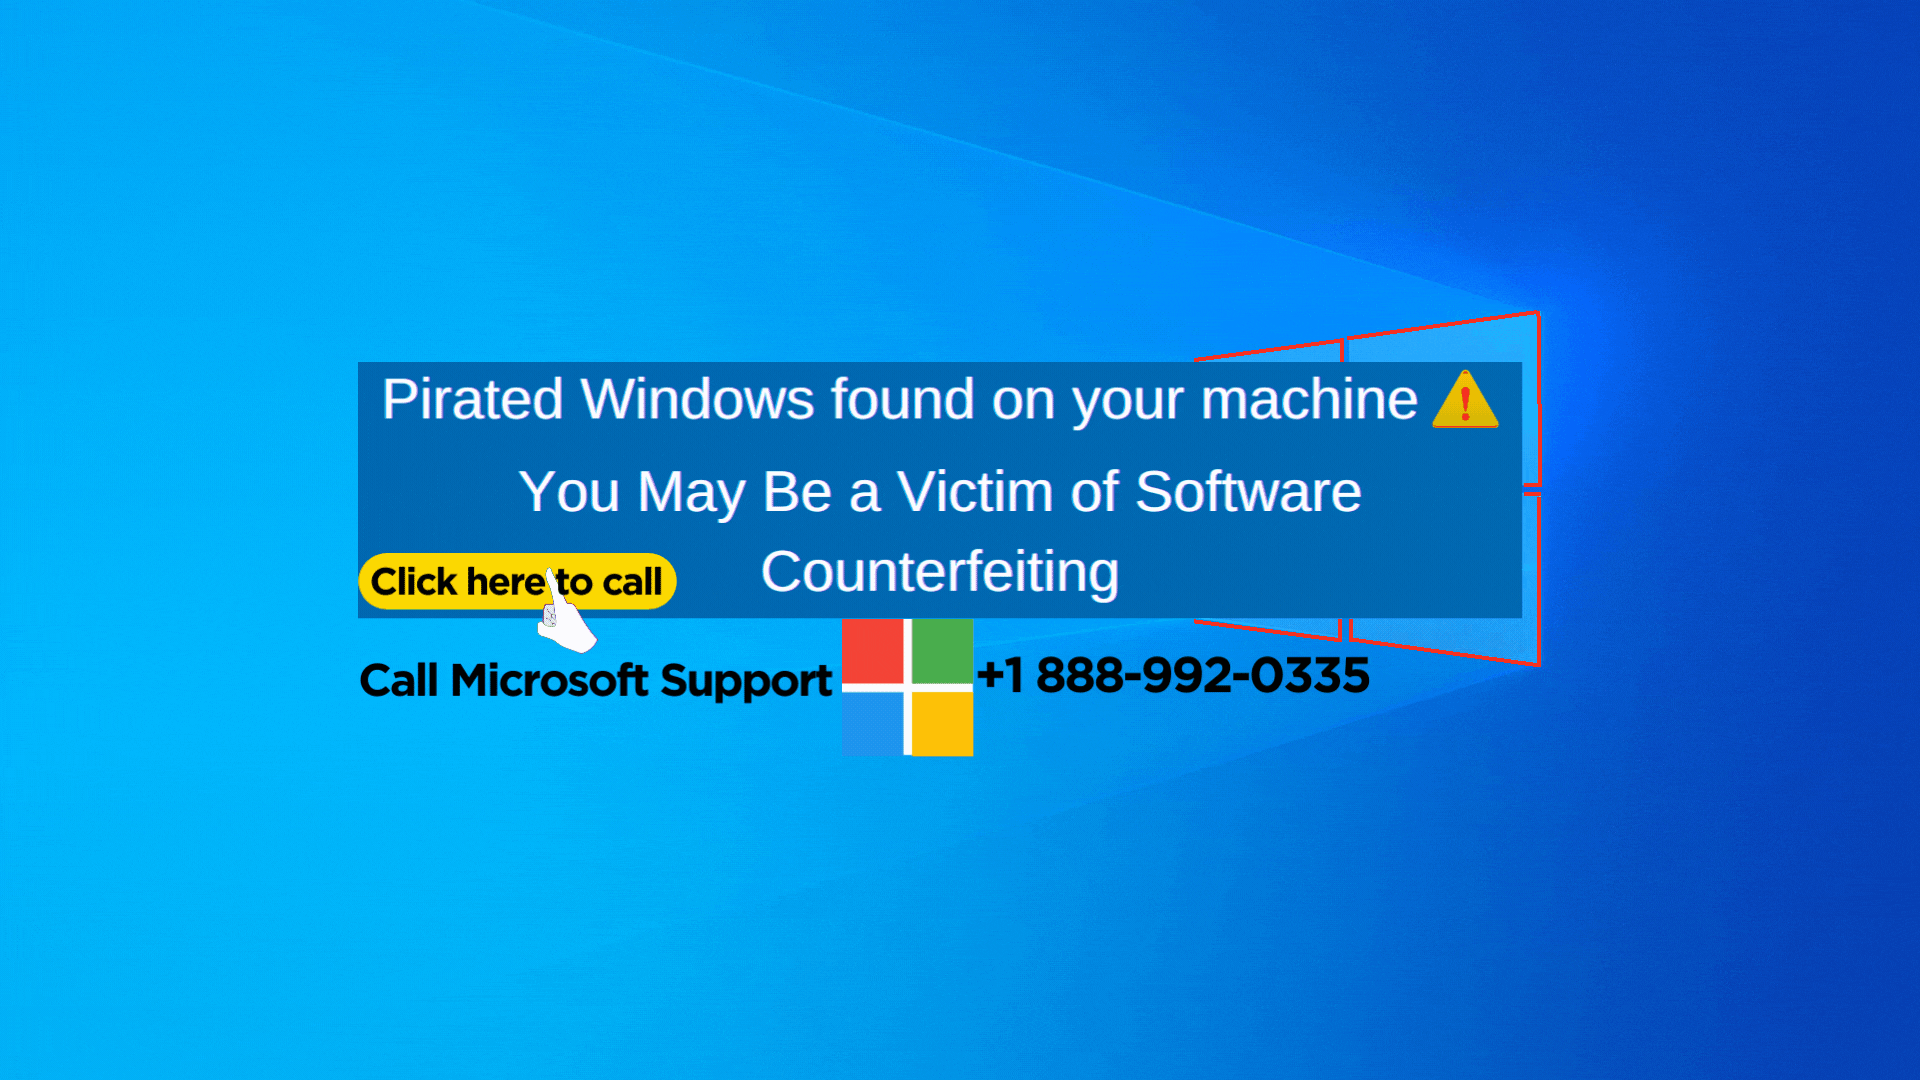 Pirated Windows found on your machine
You May Be a Victim of Software
Counterfeiting
Click here to call
Call Microsoft Support
+1 888-992-0335